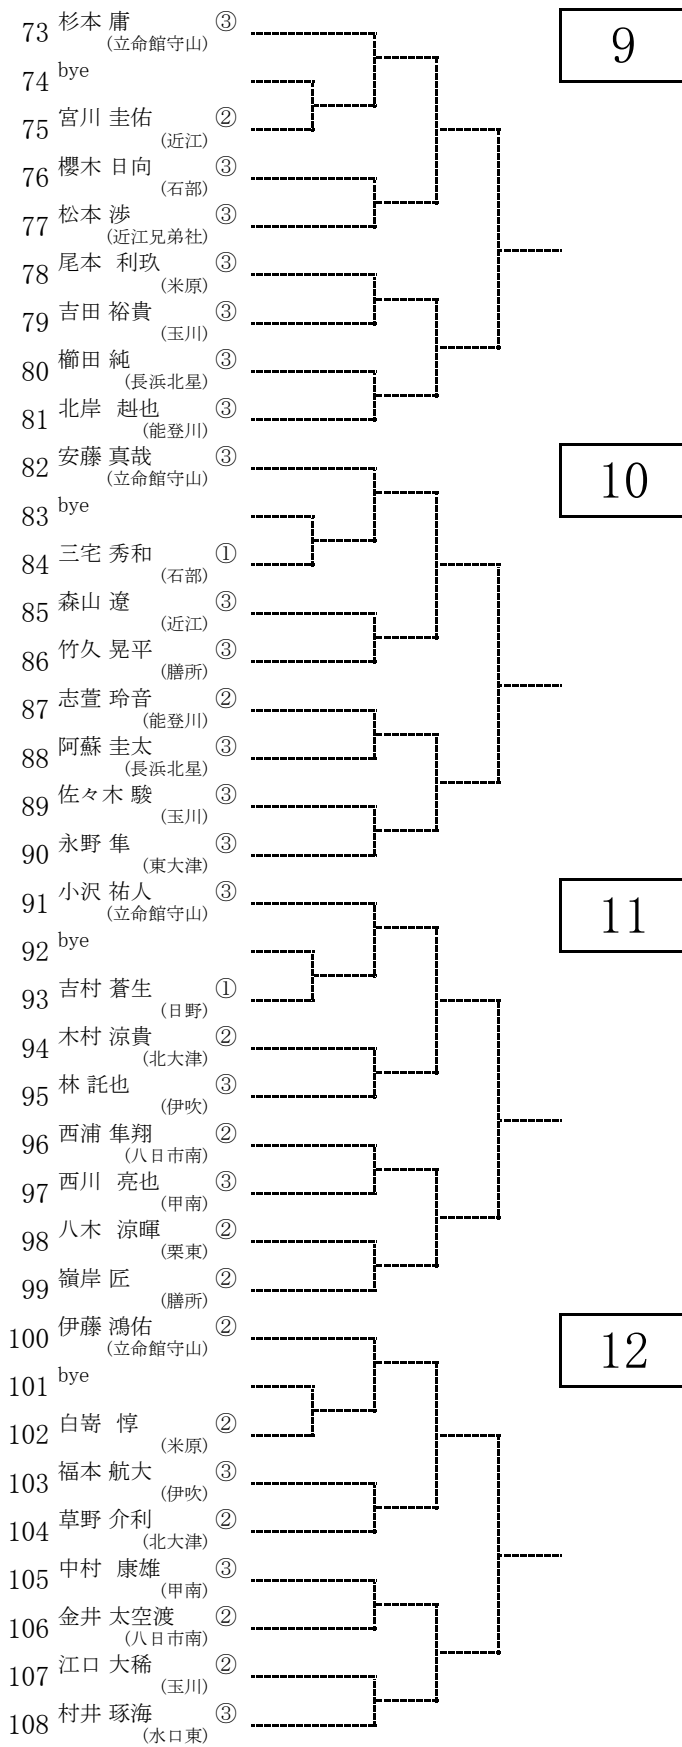 73 杉本 庸 ③
(立命館守山)
9
74 bye
75 宮川 圭佑 ②
(近江)
76 櫻木 日向 ③
(石部)
77 松本 渉 ③
(近江兄弟社)
78 尾本 利玖 ③
(米原)
79 吉田 裕貴 ③
(玉川)
80 櫛田 純 ③
(長浜北星)
81 北岸 赳也 ③
(能登川)
82 安藤 真哉 ③
(立命館守山)
10
83 bye
84 三宅 秀和 ①
(石部)
85 森山 遼 ③
(近江)
86 竹久 晃平 ③
(膳所)
87 志萱 玲音 ②
(能登川)
88 阿蘇 圭太 ③
(長浜北星)
89 佐々木 駿 ③
(玉川)
90 永野 隼 ③
(東大津)
91 小沢 祐人 ③
(立命館守山)
11
92 bye
93 吉村 蒼生 ①
(日野)
94 木村 涼貴 ②
(北大津)
95 林 託也 ③
(伊吹)
96 西浦 隼翔 ②
(八日市南)
97 西川 亮也 ③
(甲南)
98 八木 涼暉 ②
(栗東)
99 嶺岸 匠 ②
(膳所)
100 伊藤 鴻佑 ②
(立命館守山)
12
101 bye
102 白嵜 惇 ②
(米原)
103 福本 航大 ③
(伊吹)
104 草野 介利 ②
(北大津)
105 中村 康雄 ③
(甲南)
106 金井 太空渡 ②
(八日市南)
107 江口 大稀 ②
(玉川)
108 村井 琢海 ③
(水口東)